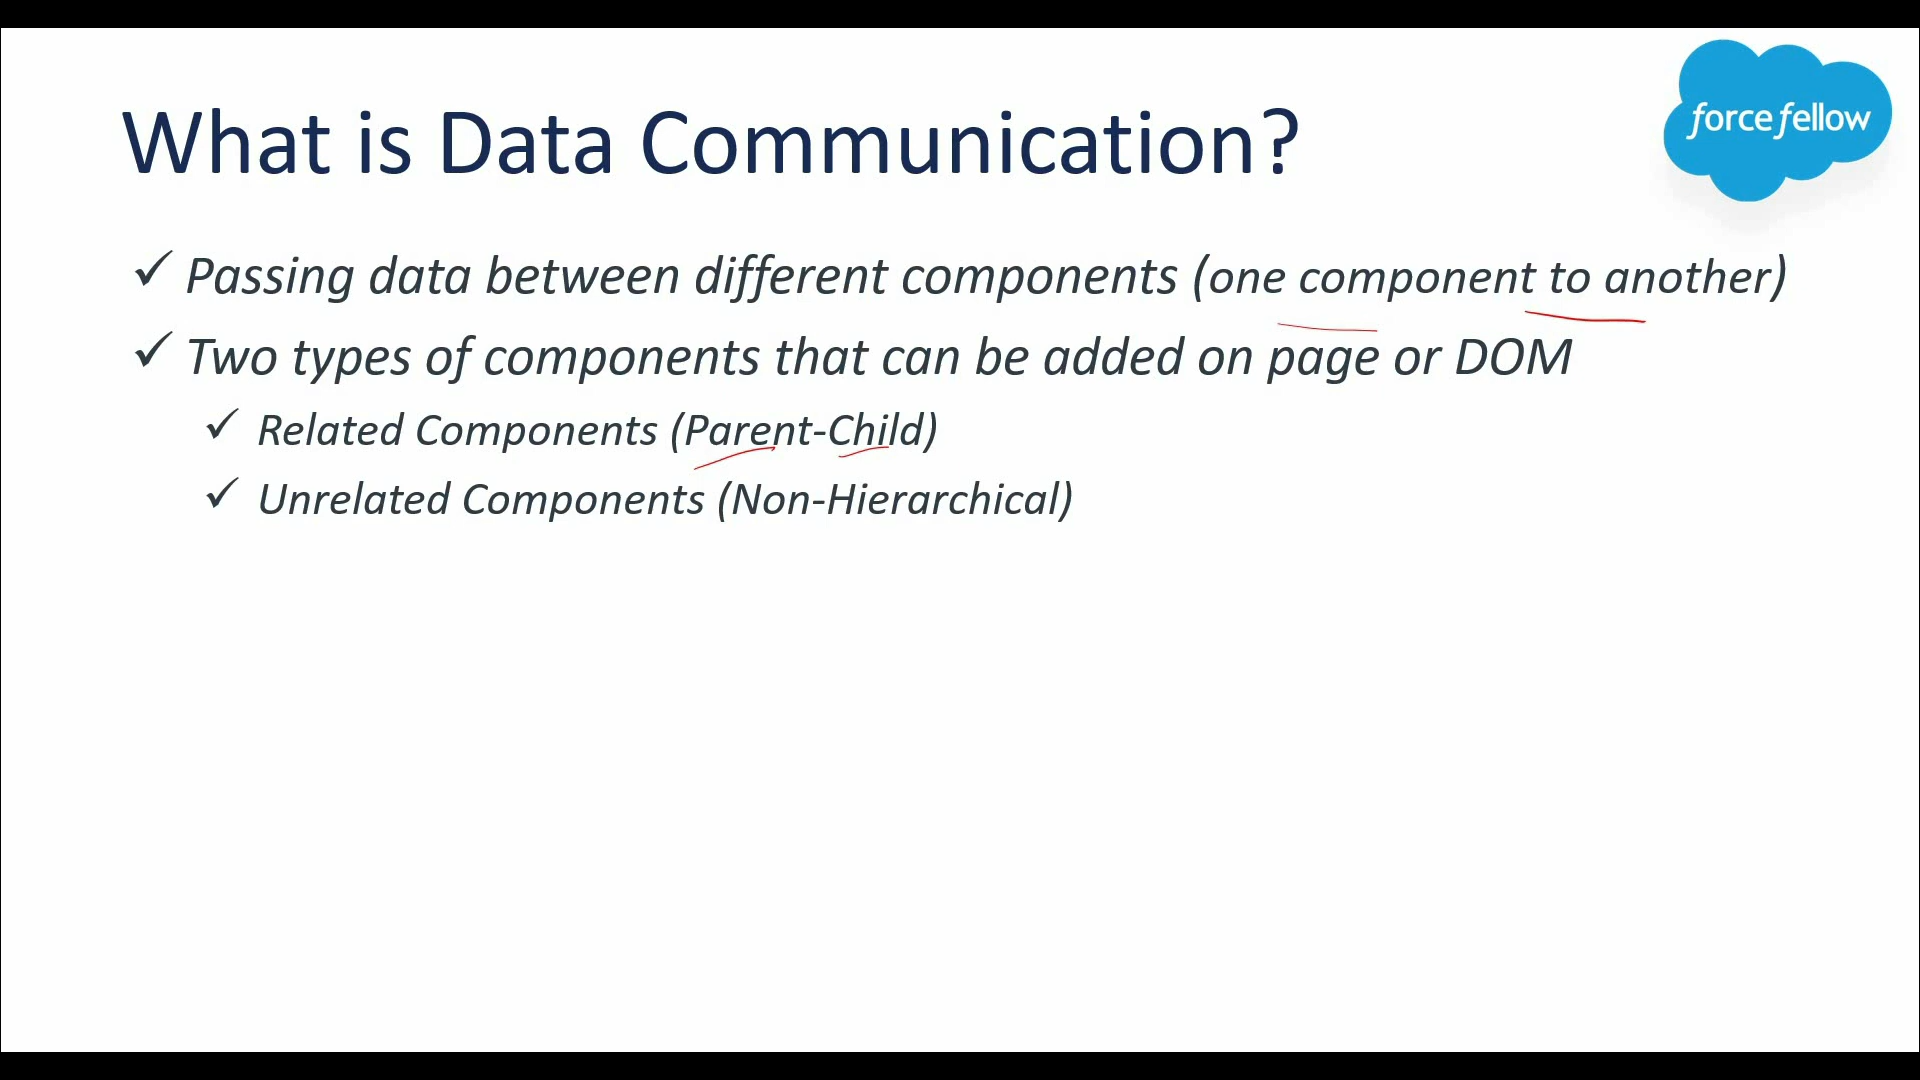 What is Data Communication?
force fellow
✓ Passing data between different components (one component to another)
✓ Two types of components that can be added on page or DOM
✓ Related Components (Parent-Child)
✓ Unrelated Components (Non-Hierarchical)